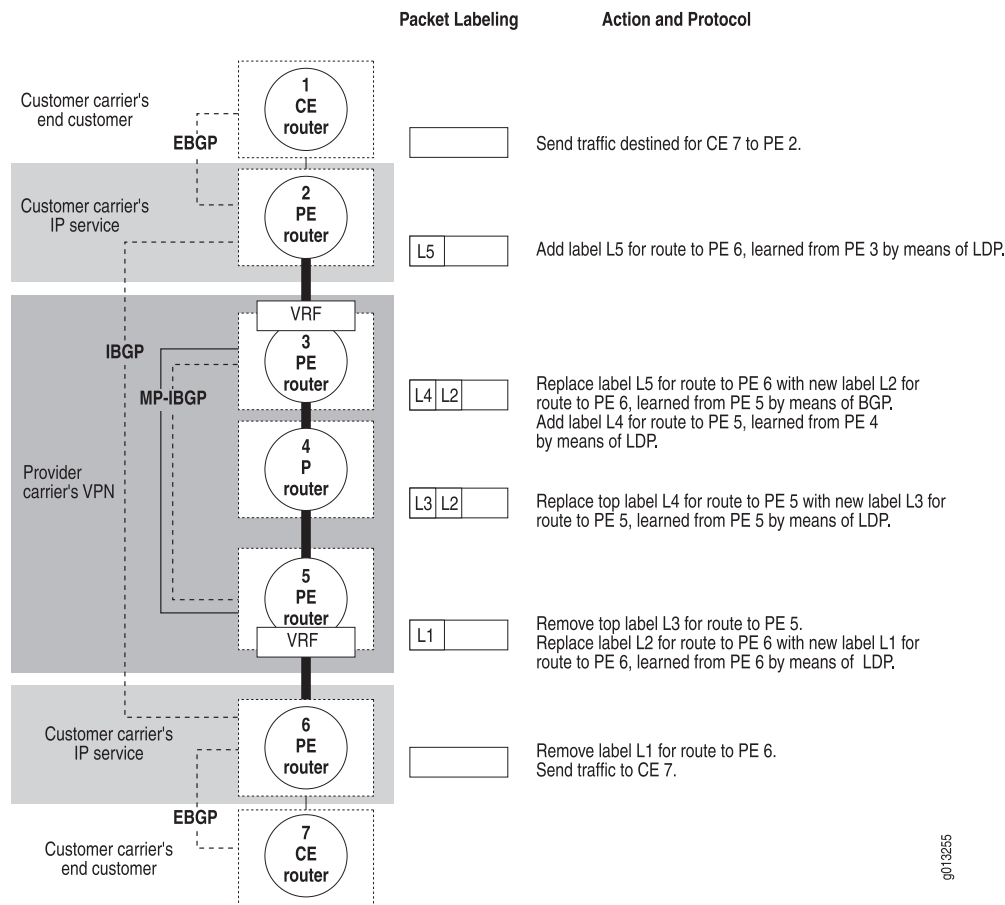 Packet Labeling
Action and Protocol
Customer carrier's
end customer
1
CE
router
EBGP
Send traffic destined for CE 7 to PE 2.
Customer carrier's
IP service
2
PE
router
L5
Add label L5 for route to PE 6, learned from PE 3 by means of LDP.
VRF
3
PE
router
IBGP
MP-IBGP
L4 L2
Replace label L5 for route to PE 6 with new label L2 for
route to PE 6, learned from PE 5 by means of BGP.
Add label L4 for route to PE 5, learned from PE 4
by means of LDP.
Provider
carrier's VPN
4
P
router
L3 L2
Replace top label L4 for route to PE 5 with new label L3 for
route to PE 5, learned from PE 5 by means of LDP.
5
PE
router
VRF
L1
Remove top label L3 for route to PE 5.
Replace label L2 for route to PE 6 with new label L1 for
route to PE 6, learned from PE 6 by means of LDP.
Customer carrier's
IP service
6
PE
router
Remove label L1 for route to PE 6.
Send traffic to CE 7.
EBGP
Customer carrier's
end customer
7
CE
router
g013255